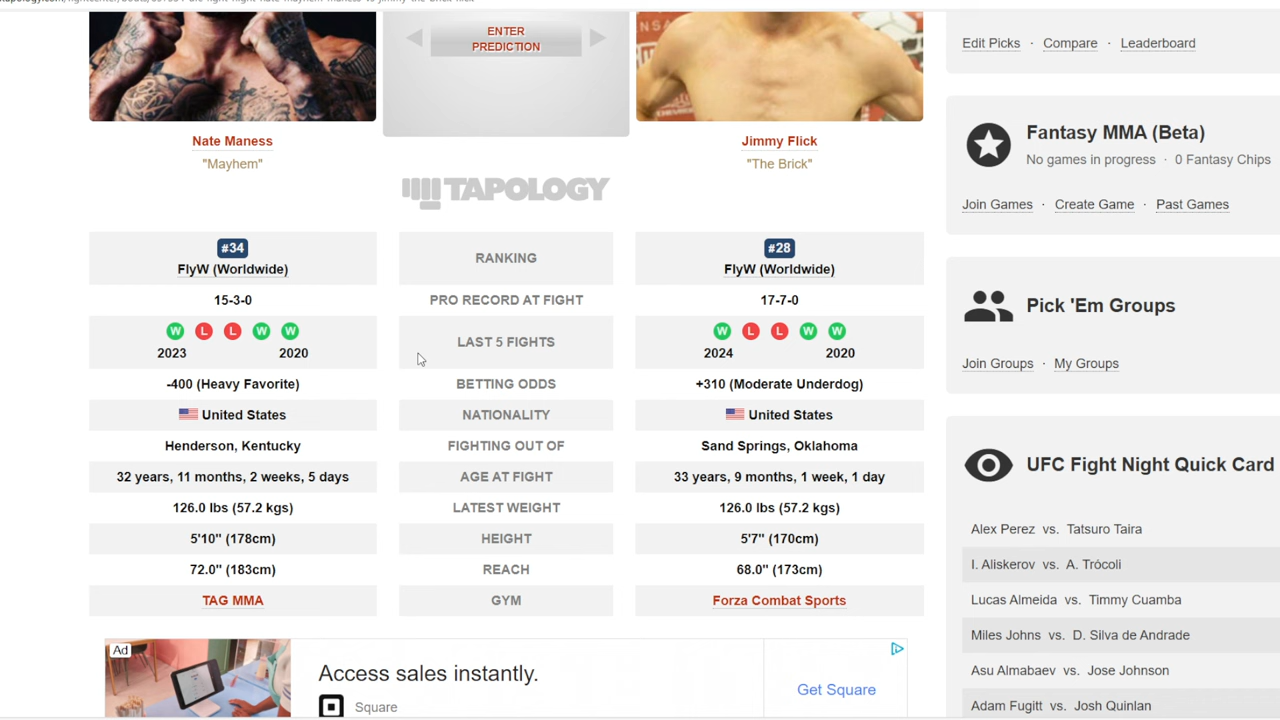 ENTER
PREDICTION
Nate Maness
"Mayhem"
Jimmy Flick
"The Brick"
TAPOLOGY
#34
FlyW (Worldwide)
RANKING
#28
FlyW (Worldwide)
15-3-0
PRO RECORD AT FIGHT
17-7-0
W L L W W
2023 2020
LAST 5 FIGHTS
W L L W W
2024 2020
-400 (Heavy Favorite)
BETTING ODDS
+310 (Moderate Underdog)
United States
NATIONALITY
United States
Henderson, Kentucky
FIGHTING OUT OF
Sand Springs, Oklahoma
32 years, 11 months, 2 weeks, 5 days
AGE AT FIGHT
33 years, 9 months, 1 week, 1 day
126.0 lbs (57.2 kgs)
LATEST WEIGHT
126.0 lbs (57.2 kgs)
5'10" (178cm)
HEIGHT
5'7" (170cm)
72.0" (183cm)
REACH
68.0" (173cm)
TAG MMA
GYM
Forza Combat Sports
Ad
Access sales instantly.
Square
Get Square
Edit Picks · Compare · Leaderboard
Fantasy MMA (Beta)
No games in progress · 0 Fantasy Chips
Join Games · Create Game · Past Games
Pick 'Em Groups
Join Groups · My Groups
UFC Fight Night Quick Card
Alex Perez vs. Tatsuro Taira
I. Aliskerov vs. A. Trócoli
Lucas Almeida vs. Timmy Cuamba
Miles Johns vs. D. Silva de Andrade
Asu Almabaev vs. Jose Johnson
Adam Fugitt vs. Josh Quinlan